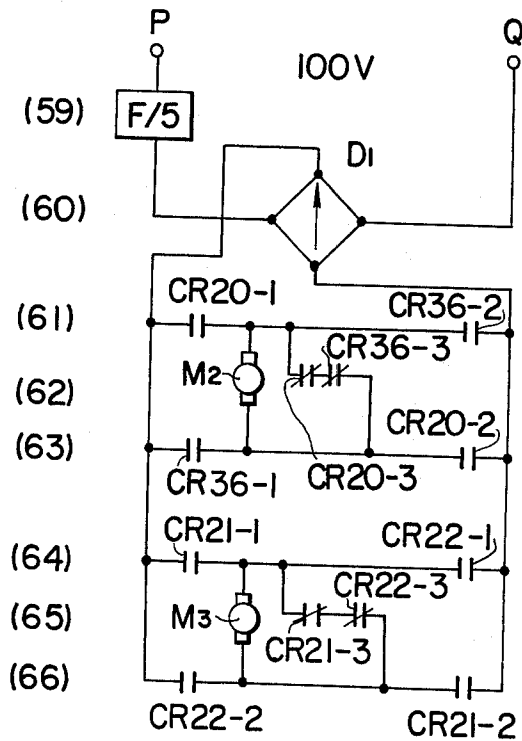 P
Q
100V
(59)
F/5
D1
(60)
CR20-1
(61)
CR36-2
CR36-3
M2
(62)
CR20-2
(63)
CR36-1
CR20-3
CR21-1
CR22-1
(64)
CR22-3
M3
(65)
CR21-3
(66)
CR22-2
CR21-2